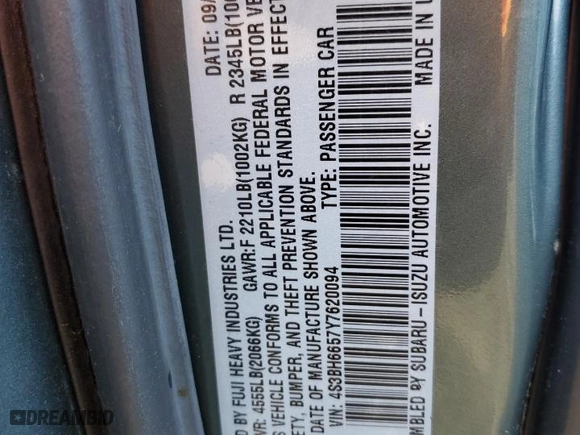 D BY FUJI HEAVY INDUSTRIES LTD. DATE: 09/
VR: 4555LB(2066KG) GAWR:F 2210LB(1002KG) R 2345LB(100
S VEHICLE CONFORMS TO ALL APPLICABLE FEDERAL MOTOR VE
ETY, BUMPER, AND THEFT PREVENTION STANDARDS IN EFFECT
DATE OF MANUFACTURE SHOWN ABOVE.
VIN: 4S3BH6657Y7620094 TYPE: PASSENGER CAR
MBLED BY SUBARU-ISUZU AUTOMOTIVE INC. MADE IN U
DREAMBID